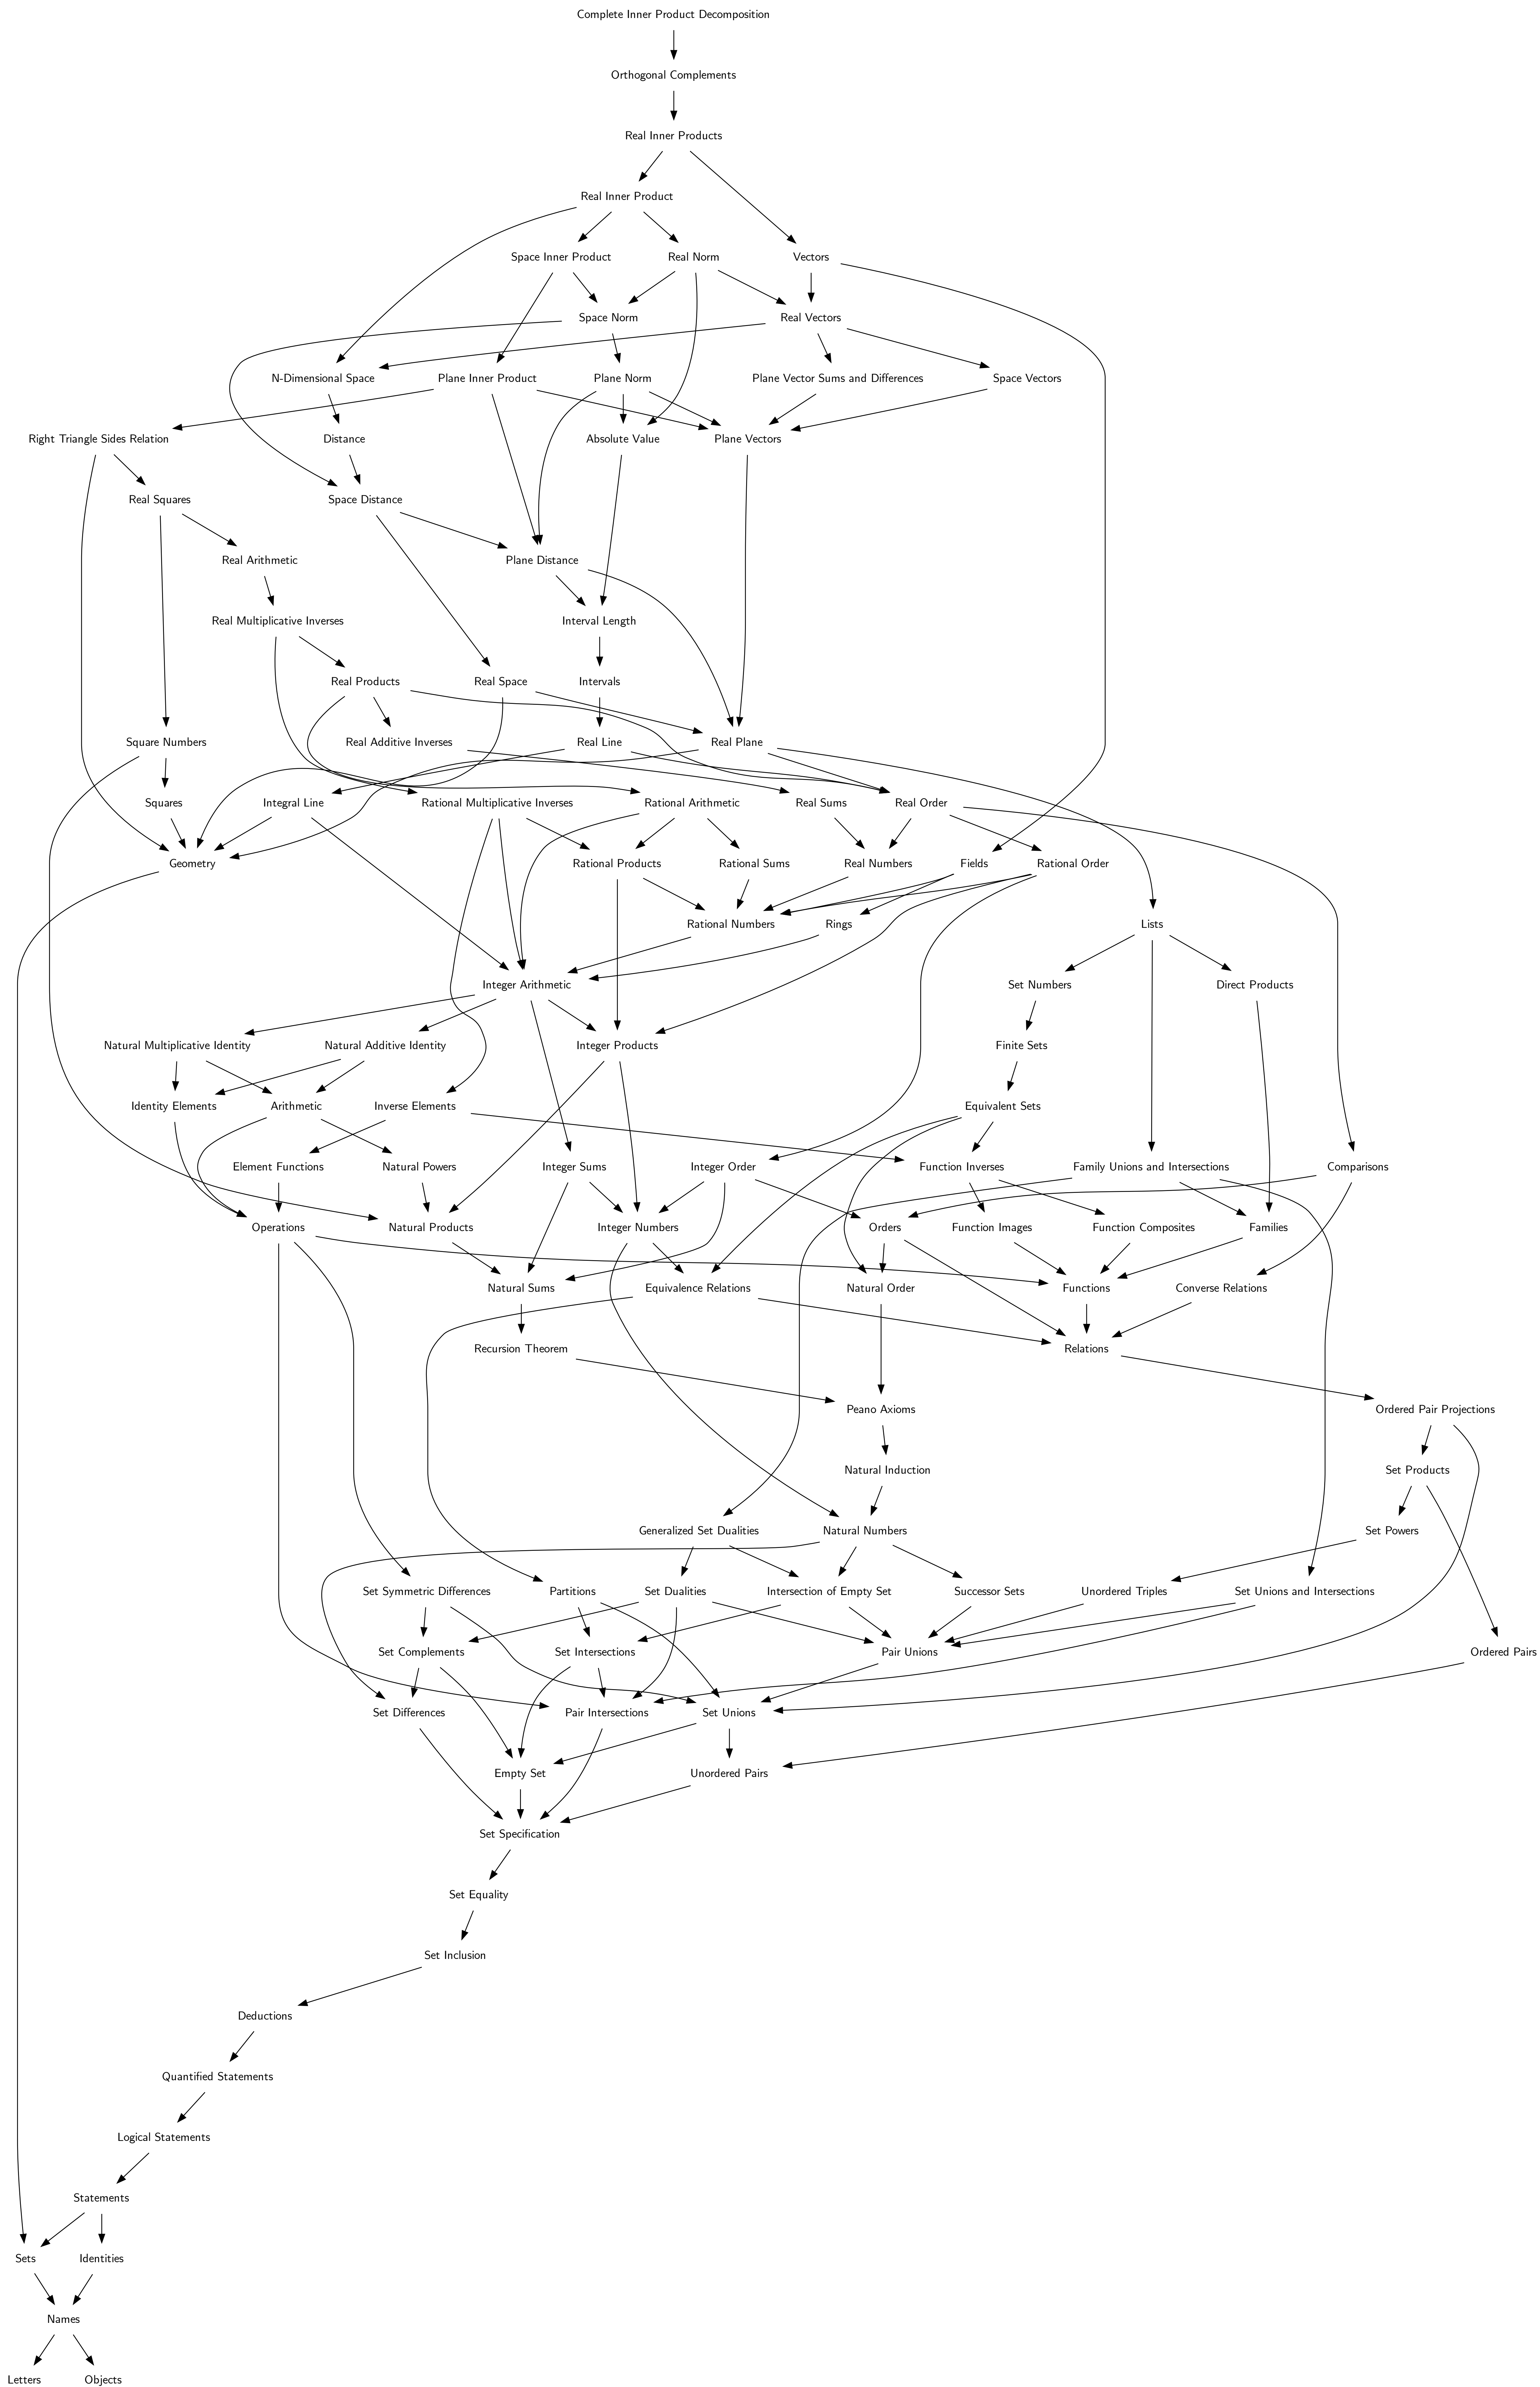 Complete Inner Product Decomposition
Orthogonal Complements
Real Inner Products
Real Inner Product
Space Inner Product
Real Norm
Vectors
Space Norm
Real Vectors
N-Dimensional Space
Plane Inner Product
Plane Norm
Plane Vector Sums and Differences
Space Vectors
Right Triangle Sides Relation
Distance
Absolute Value
Plane Vectors
Real Squares
Space Distance
Real Arithmetic
Plane Distance
Real Multiplicative Inverses
Interval Length
Real Products
Real Space
Intervals
Square Numbers
Real Additive Inverses
Real Line
Real Plane
Squares
Integral Line
Rational Multiplicative Inverses
Rational Arithmetic
Real Sums
Real Order
Geometry
Rational Products
Rational Sums
Real Numbers
Fields
Rational Order
Rational Numbers
Rings
Lists
Integer Arithmetic
Set Numbers
Direct Products
Natural Multiplicative Identity
Natural Additive Identity
Integer Products
Finite Sets
Identity Elements
Arithmetic
Inverse Elements
Equivalent Sets
Element Functions
Natural Powers
Integer Sums
Integer Order
Function Inverses
Family Unions and Intersections
Comparisons
Operations
Natural Products
Integer Numbers
Orders
Function Images
Function Composites
Families
Natural Sums
Equivalence Relations
Natural Order
Functions
Converse Relations
Recursion Theorem
Relations
Peano Axioms
Ordered Pair Projections
Natural Induction
Set Products
Generalized Set Dualities
Natural Numbers
Set Powers
Set Symmetric Differences
Partitions
Set Dualities
Intersection of Empty Set
Successor Sets
Unordered Triples
Set Unions and Intersections
Set Complements
Set Intersections
Pair Unions
Ordered Pairs
Set Differences
Pair Intersections
Set Unions
Empty Set
Unordered Pairs
Set Specification
Set Equality
Set Inclusion
Deductions
Quantified Statements
Logical Statements
Statements
Sets
Identities
Names
Letters
Objects